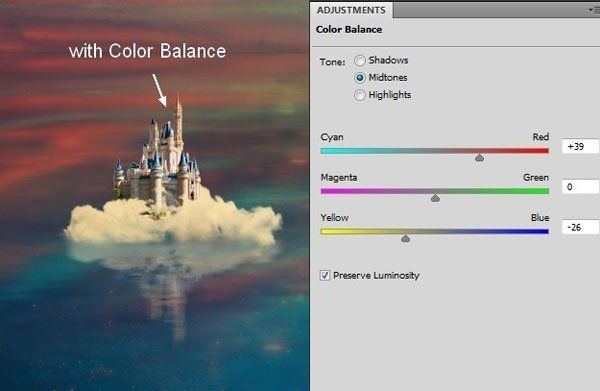 with Color Balance
ADJUSTMENTS
Color Balance
Tone: Shadows
Midtones
Highlights
Cyan Red +39
Magenta Green 0
Yellow Blue -26
Preserve Luminosity